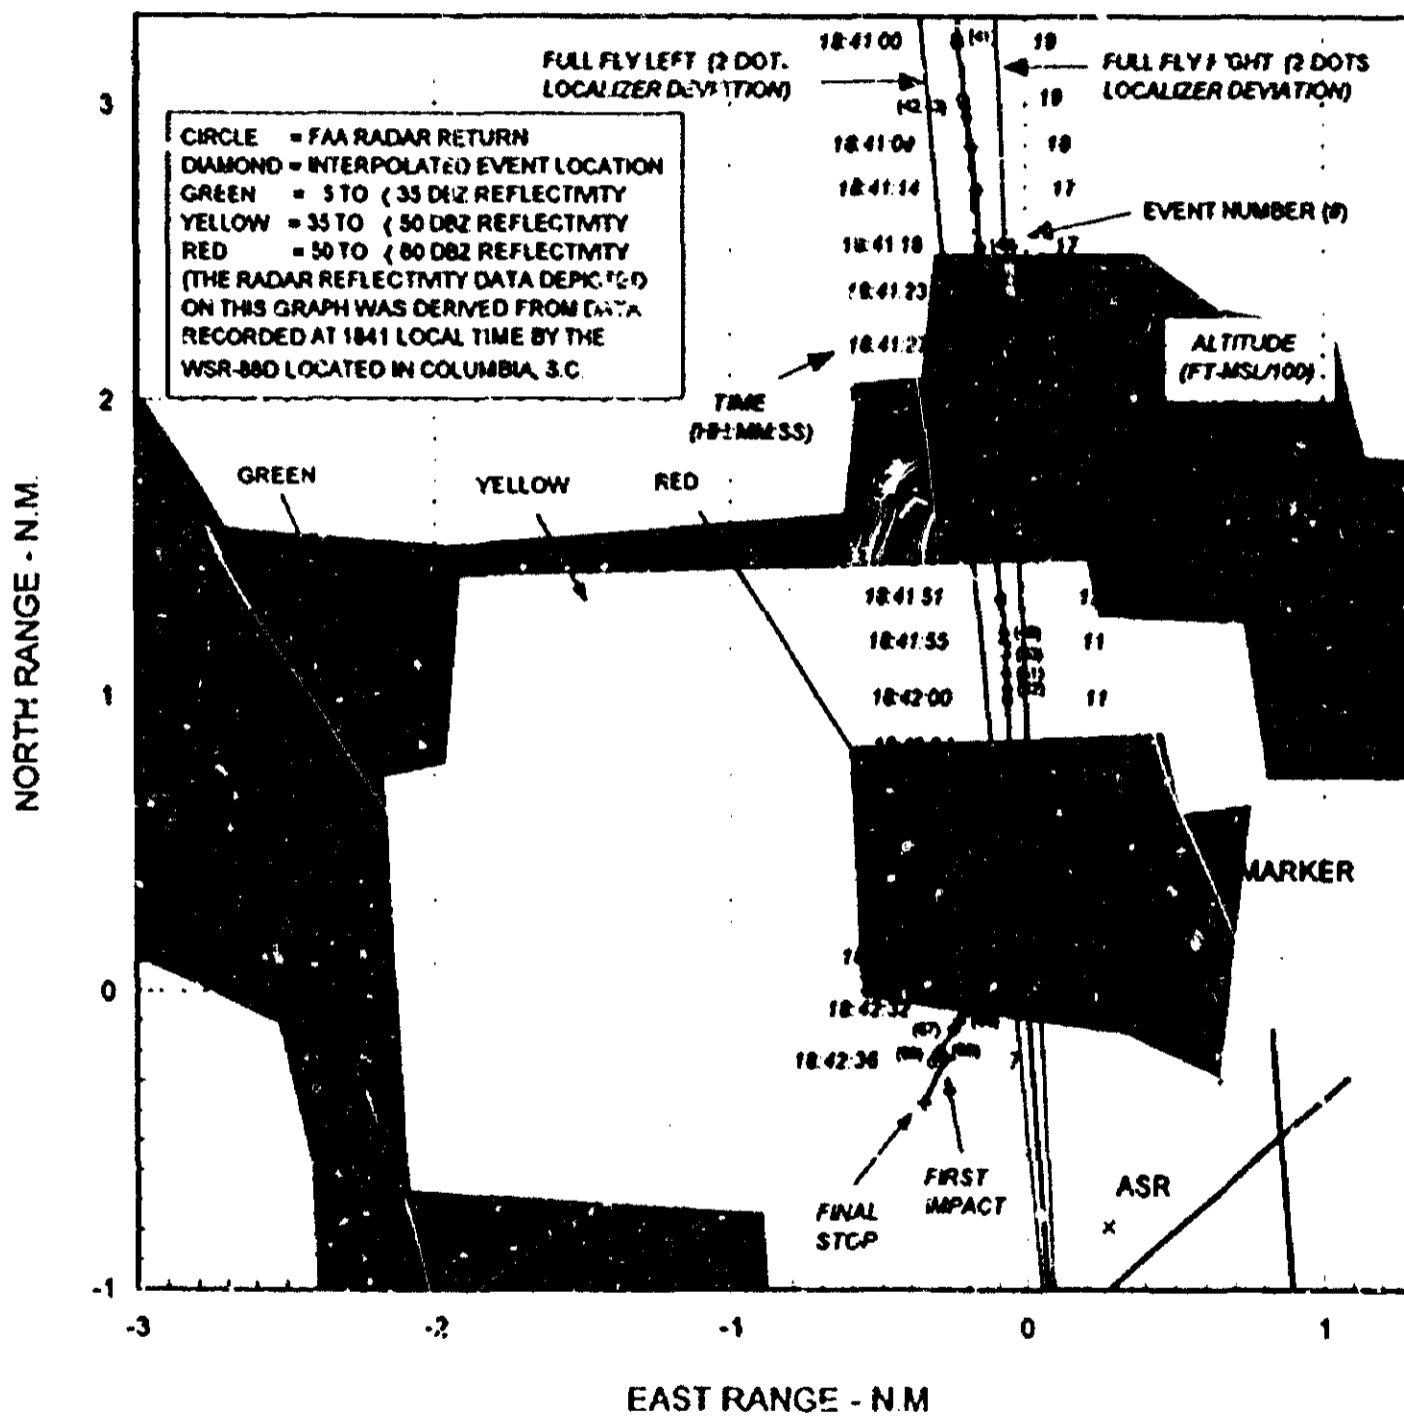 18:41:00
(41)
19
FULL FLY LEFT (2 DOT.
LOCALIZER DEVIATION)
FULL FLY RIGHT (2 DOTS
LOCALIZER DEVIATION)
3
19
CIRCLE = FAA RADAR RETURN
DIAMOND = INTERPOLATED EVENT LOCATION
GREEN = 5 TO < 35 DBZ REFLECTIVITY
YELLOW = 35 TO < 50 DBZ REFLECTIVITY
RED = 50 TO < 60 DBZ REFLECTIVITY
(THE RADAR REFLECTIVITY DATA DEPICTED
ON THIS GRAPH WAS DERIVED FROM DATA
RECORDED AT 1841 LOCAL TIME BY THE
WSR-88D LOCATED IN COLUMBIA, S.C.
18:41:09
18
18:41:14
17
EVENT NUMBER (#)
18:41:18
17
18:41:23
18:41:27
ALTITUDE
(FT-MSL/100)
2
TIME
(HH:MM:SS)
GREEN
YELLOW
RED
NORTH RANGE - N.M.
18:41:51
18:41:55
11
1
18:42:00
11
MARKER
0
18:42:32
(67)
18:42:36
7
FINAL
STOP
FIRST
IMPACT
ASR
-1
-3
-2
-1
0
1
EAST RANGE - N.M